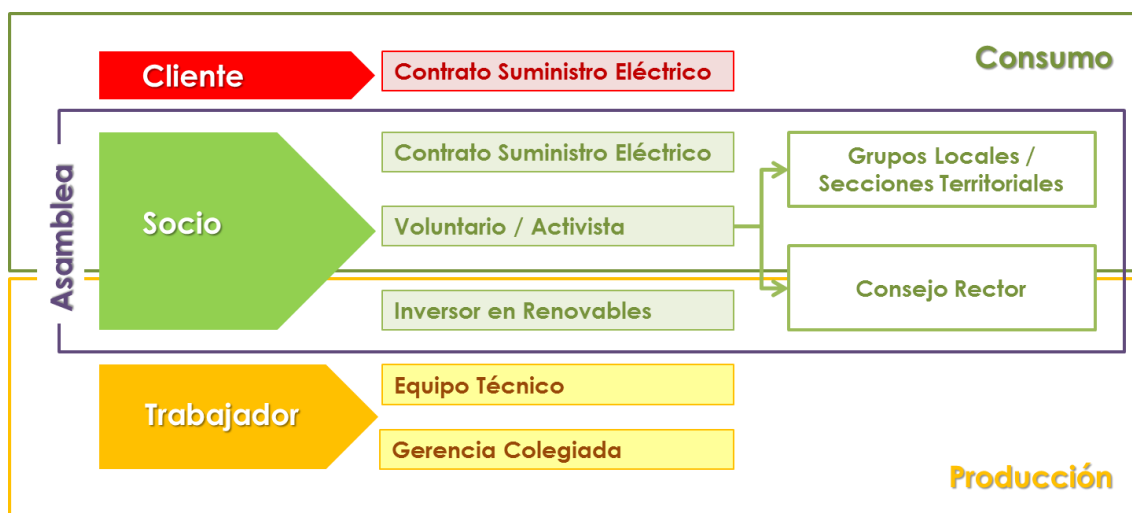 Consumo
Cliente
Contrato Suministro Eléctrico
Asamblea
Socio
Contrato Suministro Eléctrico
Voluntario / Activista
Inversor en Renovables
Grupos Locales /
Secciones Territoriales
Consejo Rector
Trabajador
Equipo Técnico
Gerencia Colegiada
Producción